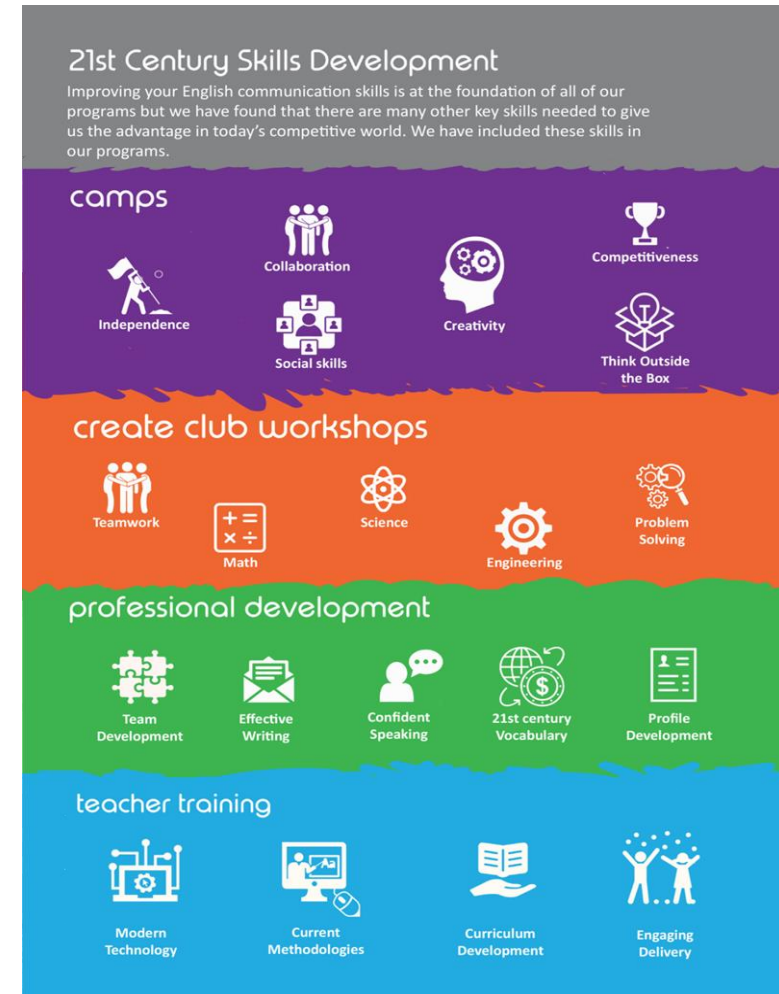 21st Century Skills Development
Improving your English communication skills is at the foundation of all of our
programs but we have found that there are many other key skills needed to give
us the advantage in today's competitive world. We have included these skills in
our programs.
camps
Independence
Collaboration
Social skills
Creativity
Competitiveness
Think Outside
the Box
create club workshops
Teamwork
+ =
× ÷
Math
Science
Engineering
Problem
Solving
professional development
Team
Development
Effective
Writing
Confident
Speaking
$
21st century
Vocabulary
Profile
Development
teacher training
Modern
Technology
Aa
Current
Methodologies
Curriculum
Development
Engaging
Delivery